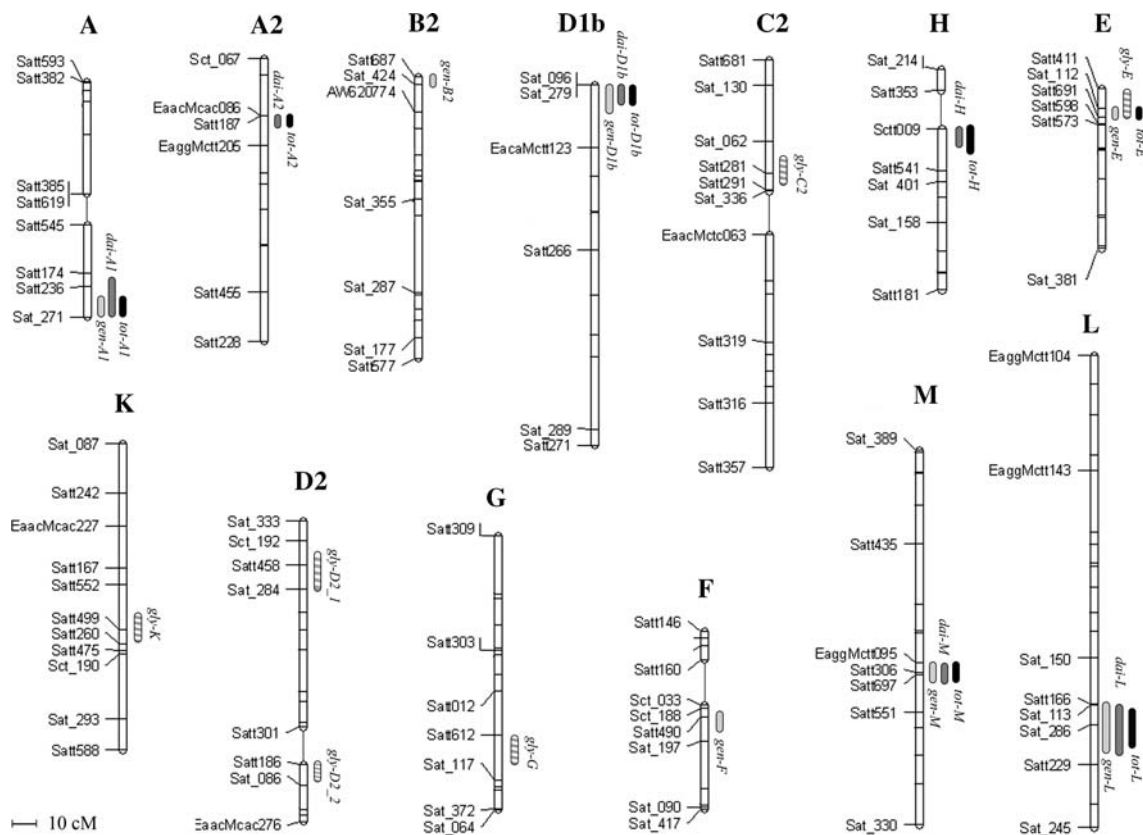 A
Satt593
Satt382
Satt385
Satt619
Satt545
Satt174
Satt236
Sat_271
dai-A1
gen-A1
tot-A1
A2
Sct_067
EaacMcac086
Satt187
EaggMctt205
Satt455
Satt228
dai-A2
tot-A2
B2
Satt687
Sat_424
AW620774
Sat_355
Sat_287
Sat_177
Satt577
gen-B2
D1b
Sat_096
Sat_279
EacaMctt123
Satt266
Sat_289
Satt271
dai-D1b
gen-D1b
tot-D1b
C2
Satt681
Sat_130
Sat_062
Satt281
Satt291
Sat_336
EaacMctc063
Satt319
Satt316
Satt357
gly-C2
H
Sat_214
Satt353
Sctt009
Satt541
Sat_401
Sat_158
Satt181
dai-H
tot-H
E
Satt411
Sat_112
Satt691
Satt598
Satt573
Sat_381
gly-E
gen-E
tot-E
K
Sat_087
Satt242
EaacMcac227
Satt167
Satt552
Satt499
Satt260
Satt475
Sct_190
Sat_293
Satt588
gly-K
D2
Sat_333
Sct_192
Satt458
Sat_284
Satt301
Satt186
Sat_086
EaacMcac276
gly-D2_1
gly-D2_2
G
Satt309
Satt303
Satt012
Satt612
Sat_117
Sat_372
Sat_064
gly-G
F
Satt146
Satt160
Sct_033
Sct_188
Satt490
Sat_197
Sat_090
Sat_417
gen-F
M
Sat_389
Satt435
EaggMctt095
Satt306
Satt697
Satt551
Sat_330
dai-M
gen-M
tot-M
L
EaggMctt104
EaggMctt143
Sat_150
Satt166
Sat_113
Sat_286
Satt229
Sat_245
dai-L
gen-L
tot-L
10 cM